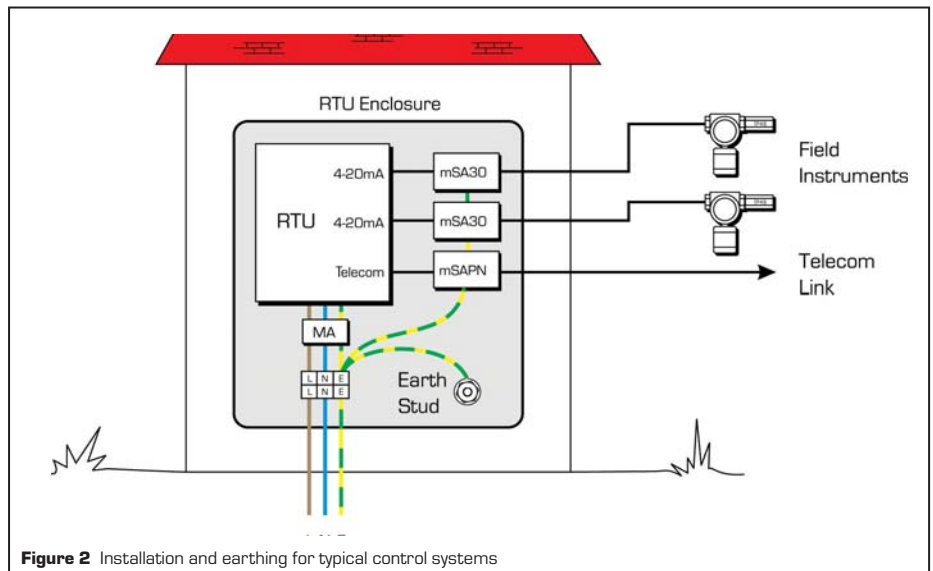 RTU Enclosure
4-20mA
mSA30
Field
Instruments
RTU
4-20mA
mSA30
Telecom
mSAPN
Telecom
Link
MA
L N E
L N E
Earth
Stud
Figure 2 Installation and earthing for typical control systems